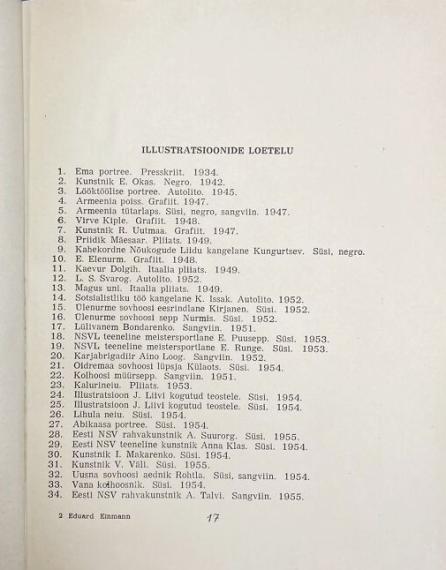 ILLUSTRATSIOONIDE LOETELU
1. Ema portree. Presskriit. 1934.
2. Kunstnik E. Okas. Negro. 1942.
3. Lööktöölise portree. Autolito. 1945.
4. Armeenia poiss. Grafiit. 1947.
5. Armeenia tütarlaps. Süsi, negro, sangviin. 1947.
6. Virve Kiple. Grafiit. 1948.
7. Kunstnik R. Uutmaa. Grafiit. 1947.
8. Priidik Mäesaar. Pliiats. 1949.
9. Kahekordne Nõukogude Liidu kangelane Kungurtsev. Süsi, negro.
10. E. Elenurm. Grafiit. 1948.
11. Kaevur Dolgih. Itaalia pliiats. 1949.
12. L. S. Svarog. Autolito. 1952.
13. Magus uni. Itaalia pliiats. 1949.
14. Sotsialistliku töö kangelane K. Issak. Autolito. 1952.
15. Ülenurme sovhoosi eesrindlane Kirjanen. Süsi. 1952.
16. Ülenurme sovhoosi sepp Nurmis. Süsi. 1952.
17. Lülivanem Bondarenko. Sangviin. 1951.
18. NSVL teeneline meistersportlane E. Puusepp. Süsi. 1953.
19. NSVL teeneline meistersportlane E. Runge. Süsi. 1953.
20. Karjabrigadir Aino Loog. Sangviin. 1952.
21. Oidremaa sovhoosi lüpsja Külaots. Süsi. 1954.
22. Kolhoosi müürsepp. Sangviin. 1951.
23. Kalurineiu. Pliiats. 1953.
24. Illustratsioon J. Liivi kogutud teostele. Süsi. 1954.
25. Illustratsioon J. Liivi kogutud teostele. Süsi. 1954.
26. Lihula neiu. Süsi. 1954.
27. Abikaasa portree. Süsi. 1954.
28. Eesti NSV rahvakunstnik A. Suurorg. Süsi. 1955.
29. Eesti NSV teeneline kunstnik Anna Klas. Süsi. 1954.
30. Kunstnik I. Makarenko. Süsi. 1954.
31. Kunstnik V. Väli. Süsi. 1955.
32. Uusna sovhoosi aednik Rohtla. Süsi, sangviin. 1954.
33. Vana kolhoosnik. Süsi. 1954.
34. Eesti NSV rahvakunstnik A. Talvi. Sangviin. 1955.
2 Eduard Einmann
17